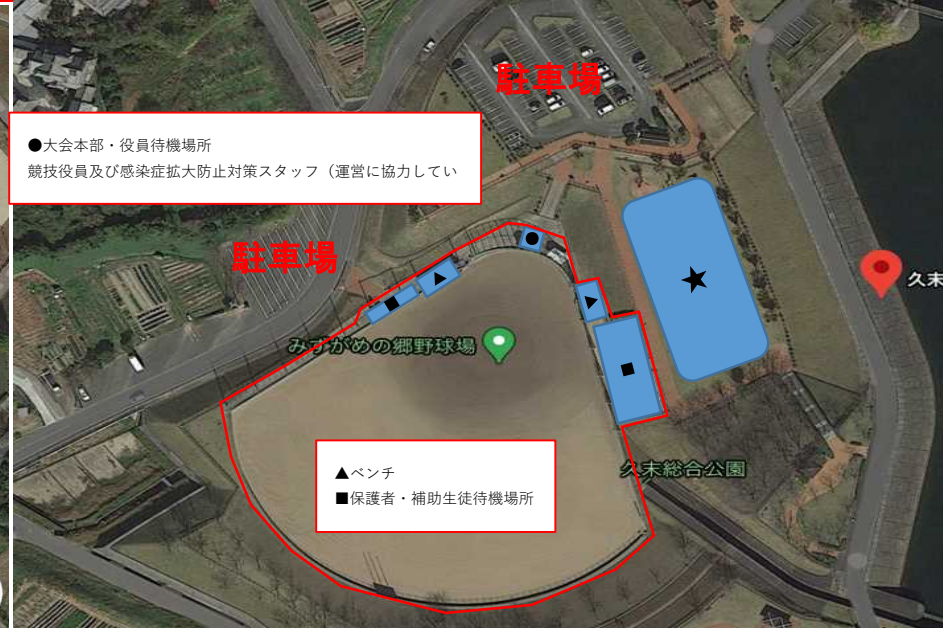 駐車場
●大会本部・役員待機場所
競技役員及び感染症拡大防止対策スタッフ（運営に協力してい
駐車場
久末
みずがめの郷野球場
▲ベンチ
■保護者・補助生徒待機場所
久末総合公園